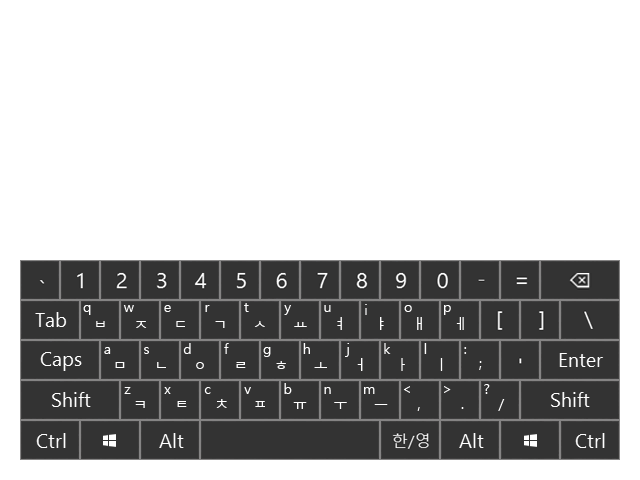 ` 1 2 3 4 5 6 7 8 9 0 - =
Tab q ㅂ w ㅈ e ㄷ r ㄱ t ㅅ y ㅛ u ㅕ i ㅑ o ㅐ p ㅔ [ ] \
Caps a ㅁ s ㄴ d ㅇ f ㄹ g ㅎ h ㅗ j ㅓ k ㅏ l ㅣ : ; ' Enter
Shift z ㅋ x ㅌ c ㅊ v ㅍ b ㅠ n ㅜ m ㅡ < , > . ? / Shift
Ctrl Alt 한/영 Alt Ctrl